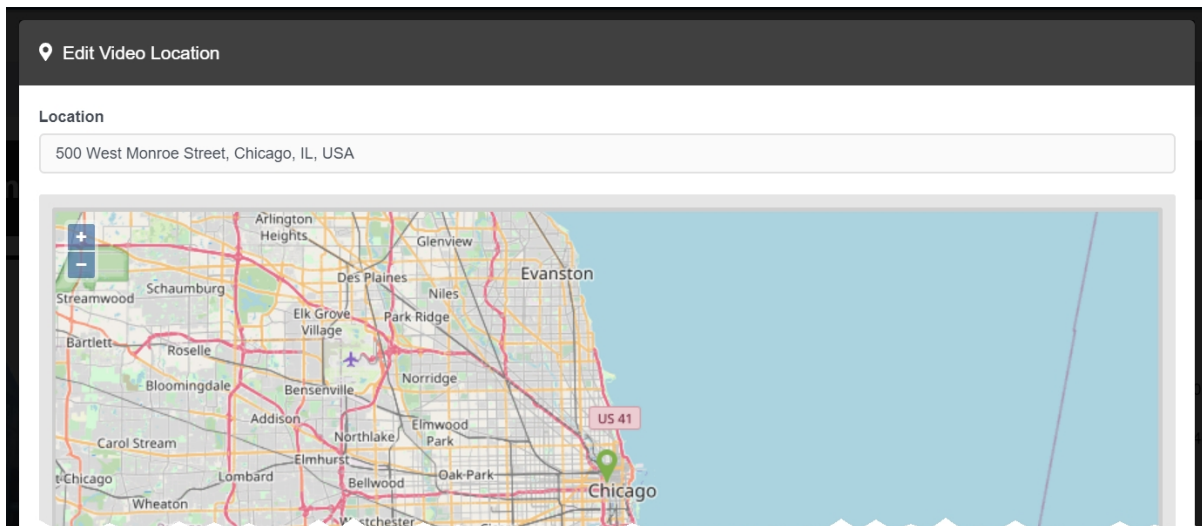 Edit Video Location
Location
500 West Monroe Street, Chicago, IL, USA
+
−
Arlington
Heights
Glenview
Evanston
Des Plaines
Schaumburg
Streamwood
Niles
Elk Grove
Village
Park Ridge
Bartlett
Roselle
Norridge
Bloomingdale
Bensenville
US 41
Addison
Elmwood
Park
Northlake
Carol Stream
Elmhurst
Oak Park
t Chicago
Lombard
Bellwood
Chicago
Wheaton